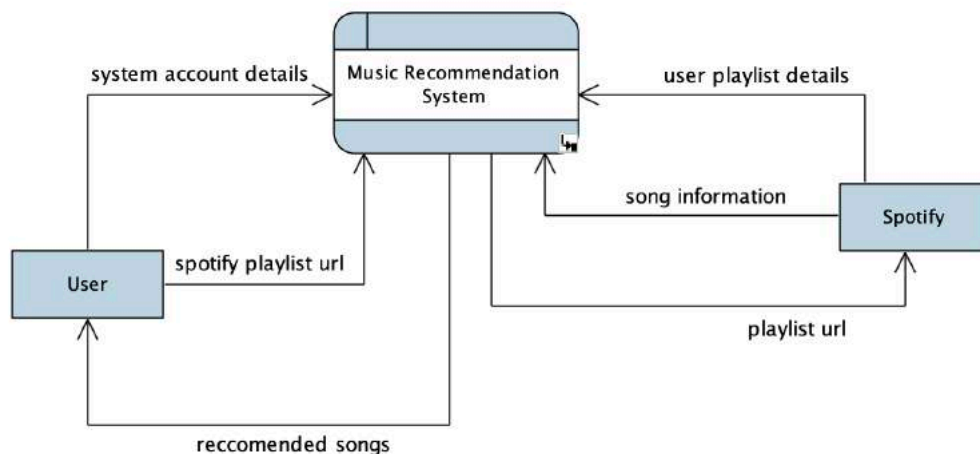 system account details
Music Recommendation
System
user playlist details
song information
Spotify
spotify playlist url
User
playlist url
reccomended songs